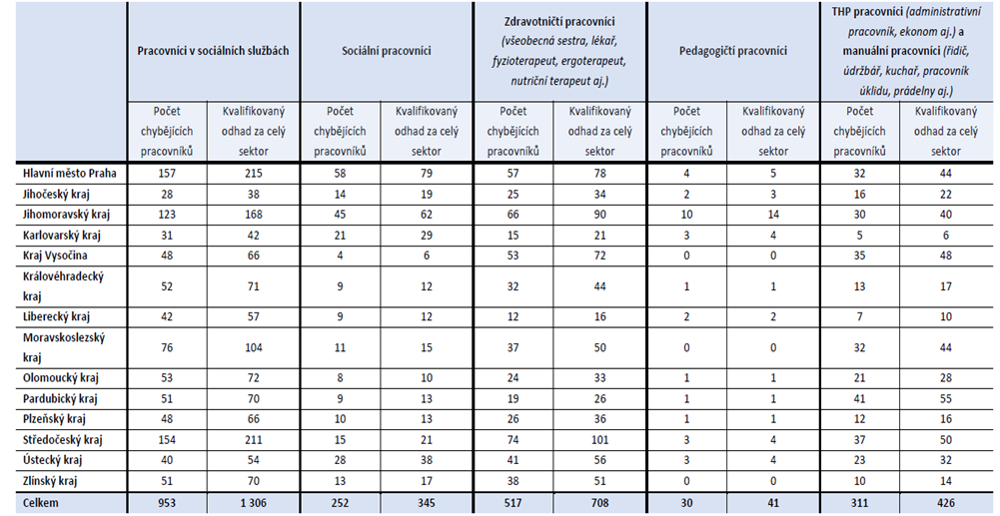 Pracovníci v sociálních službách
Sociální pracovníci
Zdravotničtí pracovníci
(všeobecná sestra, lékař,
fyzioterapeut, ergoterapeut,
nutriční terapeut aj.)
Pedagogičtí pracovníci
THP pracovníci (administrativní
pracovník, ekonom aj.) a
manuální pracovníci (řidič,
údržbář, kuchař, pracovník
úklidu, prádelny aj.)
Počet Kvalifikovaný Počet Kvalifikovaný Počet Kvalifikovaný Počet Kvalifikovaný Počet Kvalifikovaný
chybějících odhad za celý chybějících odhad za celý chybějících odhad za celý chybějících odhad za celý chybějících odhad za celý
pracovníků sektor pracovníků sektor pracovníků sektor pracovníků sektor pracovníků sektor
Hlavní město Praha 157 215 58 79 57 78 4 5 32 44
Jihočeský kraj 28 38 14 19 25 34 2 3 16 22
Jihomoravský kraj 123 168 45 62 66 90 10 14 30 40
Karlovarský kraj 31 42 21 29 15 21 3 4 5 6
Kraj Vysočina 48 66 4 6 53 72 0 0 35 48
Královéhradecký
kraj 52 71 9 12 32 44 1 1 13 17
Liberecký kraj 42 57 9 12 12 16 2 2 7 10
Moravskoslezský
kraj 76 104 11 15 37 50 0 0 32 44
Olomoucký kraj 53 72 8 10 24 33 1 1 21 28
Pardubický kraj 51 70 9 13 19 26 1 1 41 55
Plzeňský kraj 48 66 10 13 26 36 1 1 12 16
Středočeský kraj 154 211 15 21 74 101 3 4 37 50
Ústecký kraj 40 54 28 38 41 56 3 4 23 32
Zlínský kraj 51 70 13 17 38 51 0 0 10 14
Celkem 953 1 306 252 345 517 708 30 41 311 426